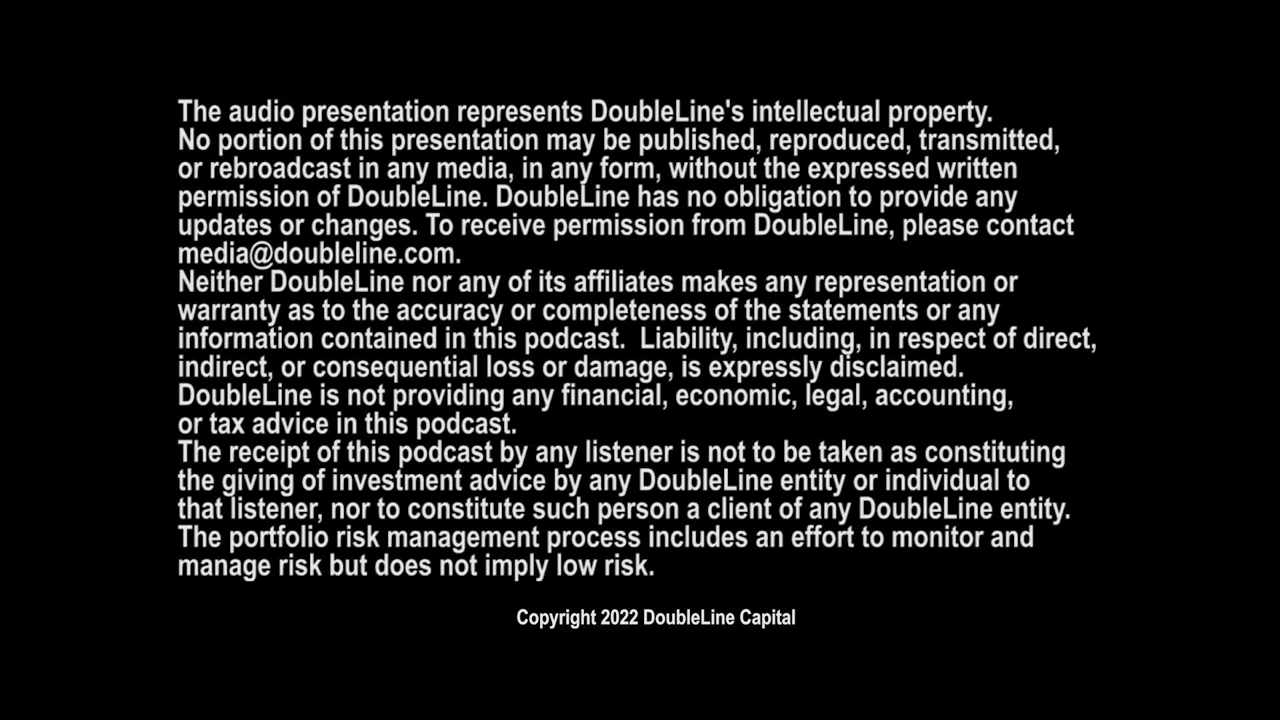 The audio presentation represents DoubleLine's intellectual property.
No portion of this presentation may be published, reproduced, transmitted,
or rebroadcast in any media, in any form, without the expressed written
permission of DoubleLine. DoubleLine has no obligation to provide any
updates or changes. To receive permission from DoubleLine, please contact
media@doubleline.com.
Neither DoubleLine nor any of its affiliates makes any representation or
warranty as to the accuracy or completeness of the statements or any
information contained in this podcast.  Liability, including, in respect of direct,
indirect, or consequential loss or damage, is expressly disclaimed.
DoubleLine is not providing any financial, economic, legal, accounting,
or tax advice in this podcast.
The receipt of this podcast by any listener is not to be taken as constituting
the giving of investment advice by any DoubleLine entity or individual to
that listener, nor to constitute such person a client of any DoubleLine entity.
The portfolio risk management process includes an effort to monitor and
manage risk but does not imply low risk.
Copyright 2022 DoubleLine Capital